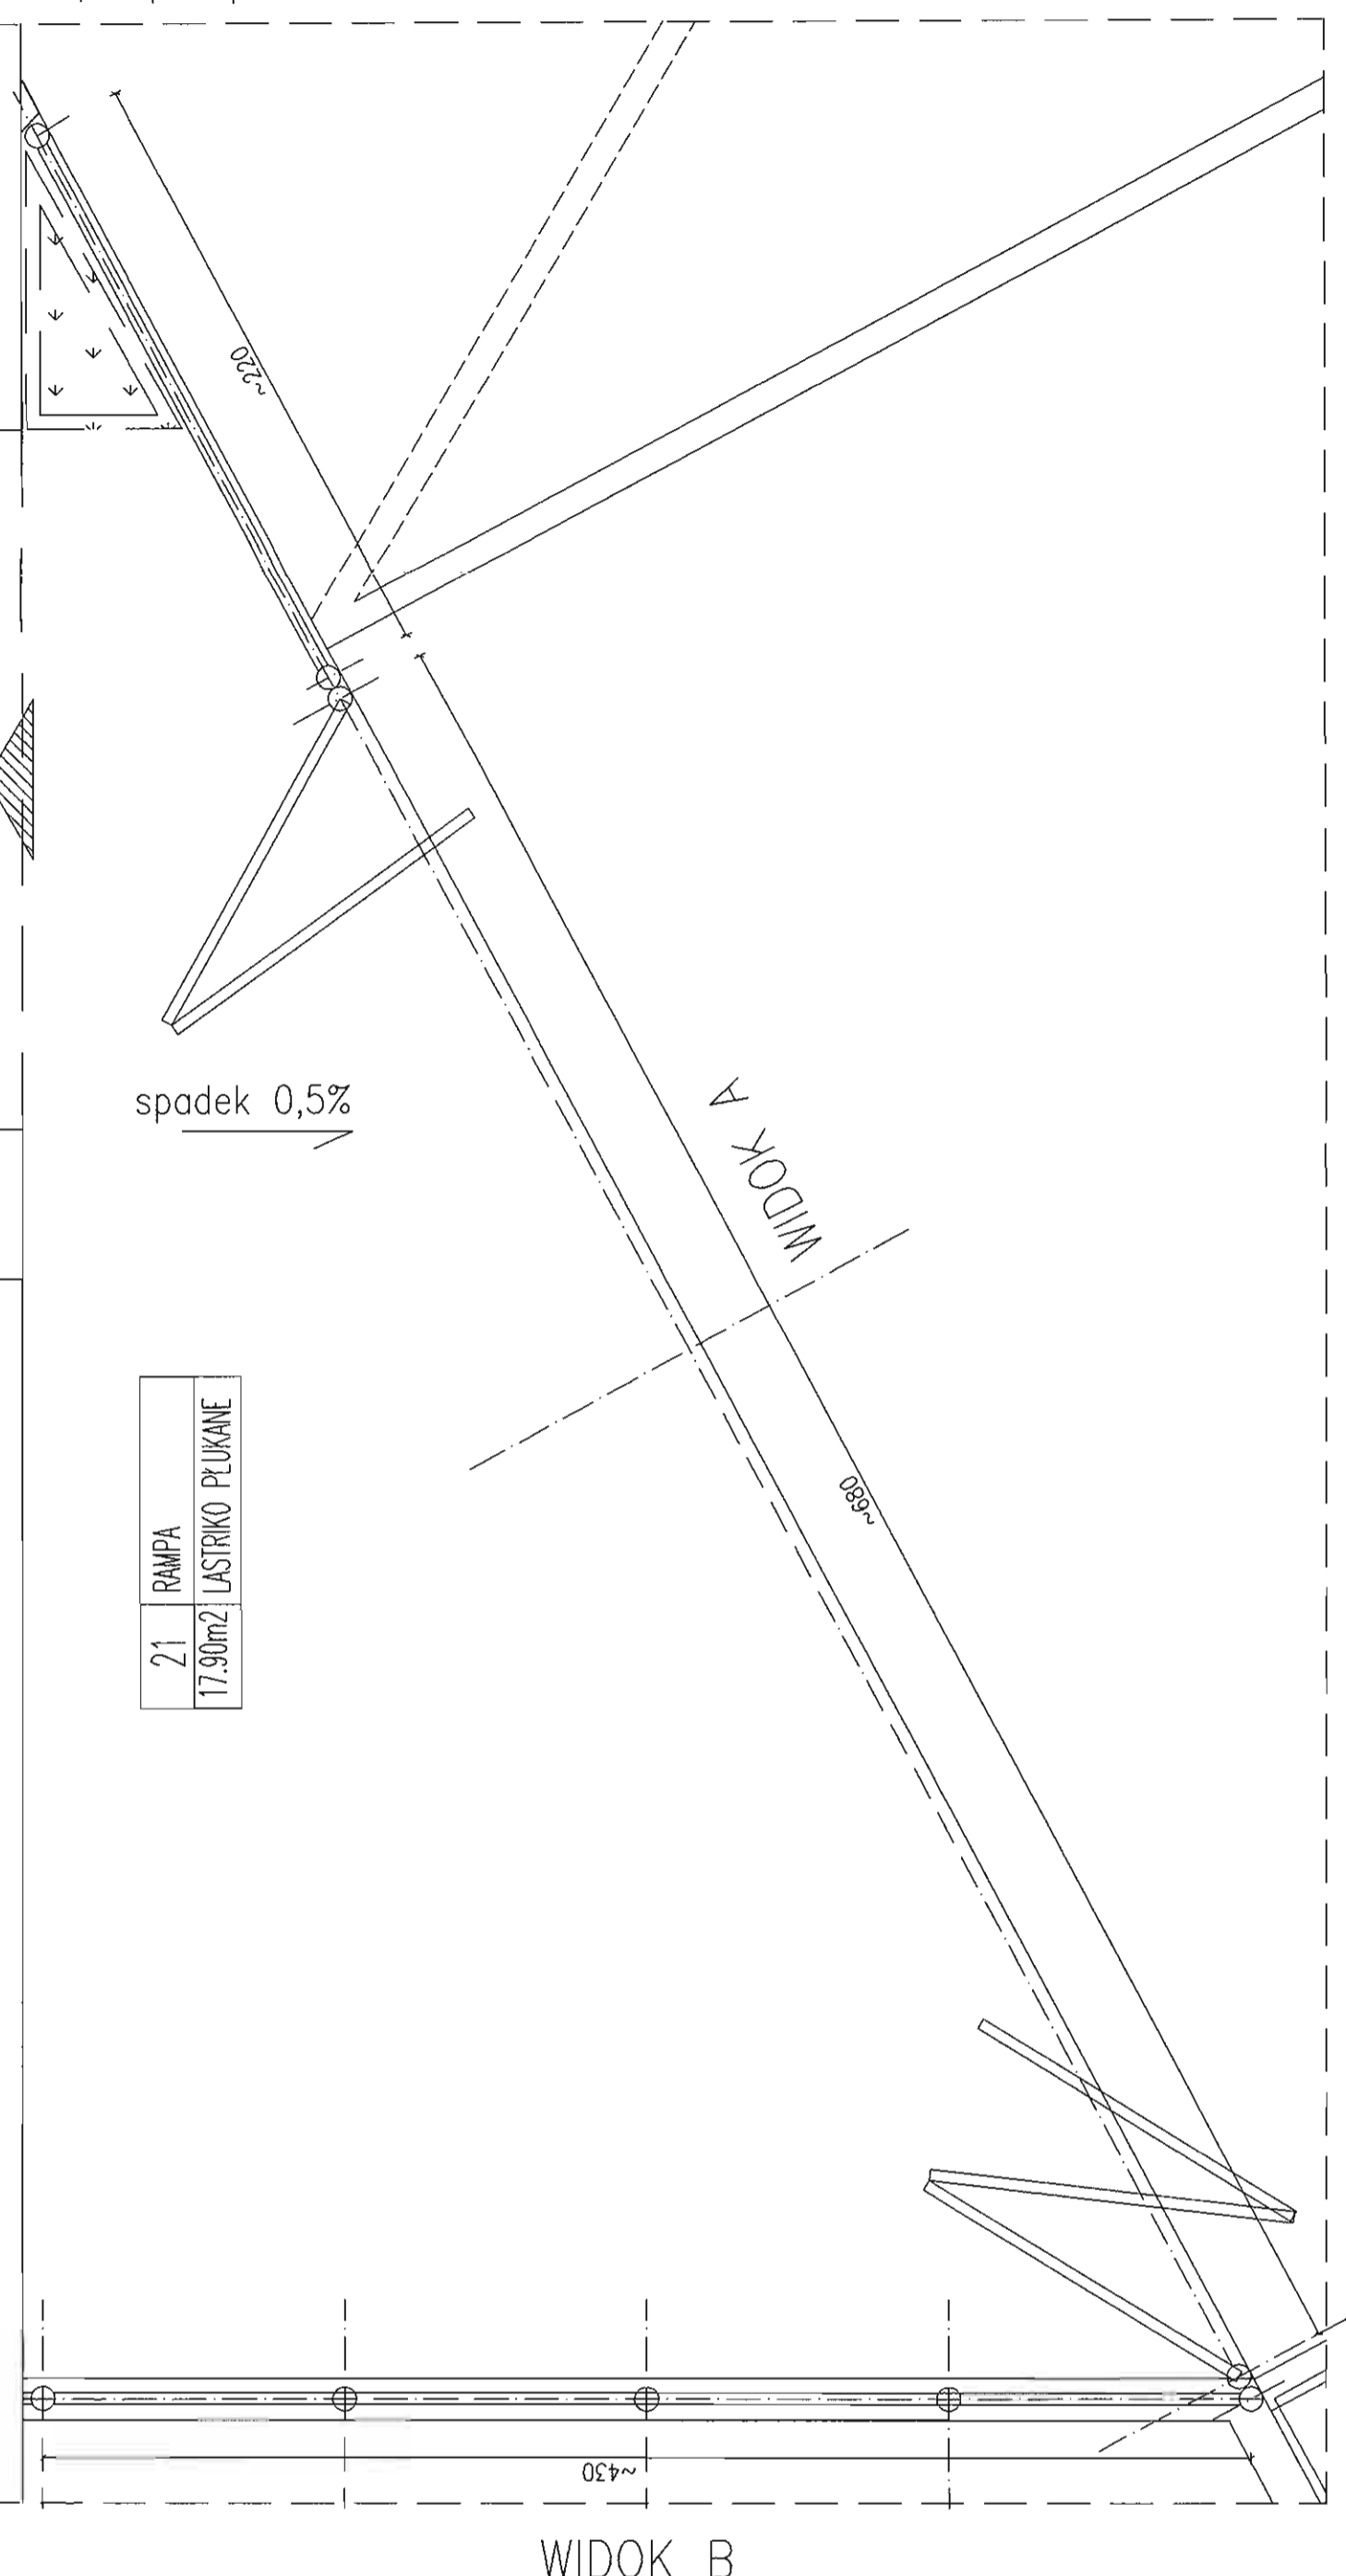 ~220
spadek 0,5%
WIDOK A
~680
21 RAMPA
17.90m2 LASTRIKO PŁUKANE
~430
WIDOK B